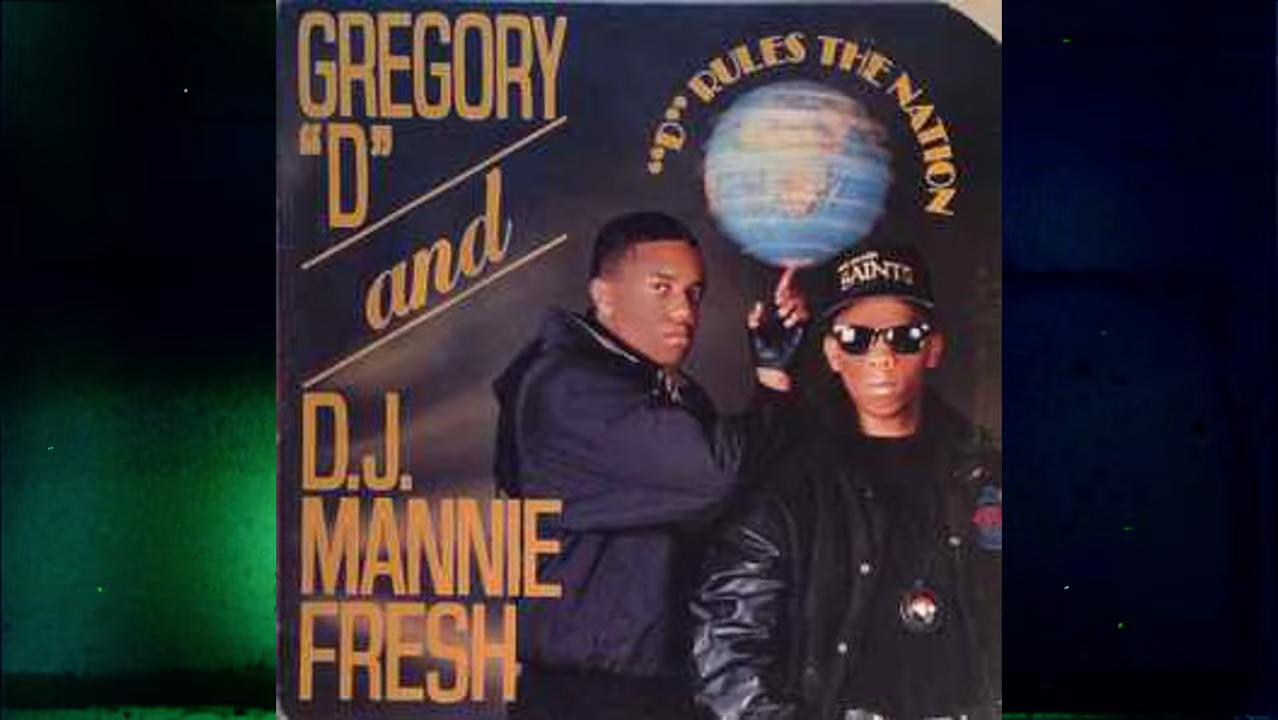 GREGORY
“D”
and
D.J.
MANNIE
FRESH
“D” RULES THE NATION
SAINTS